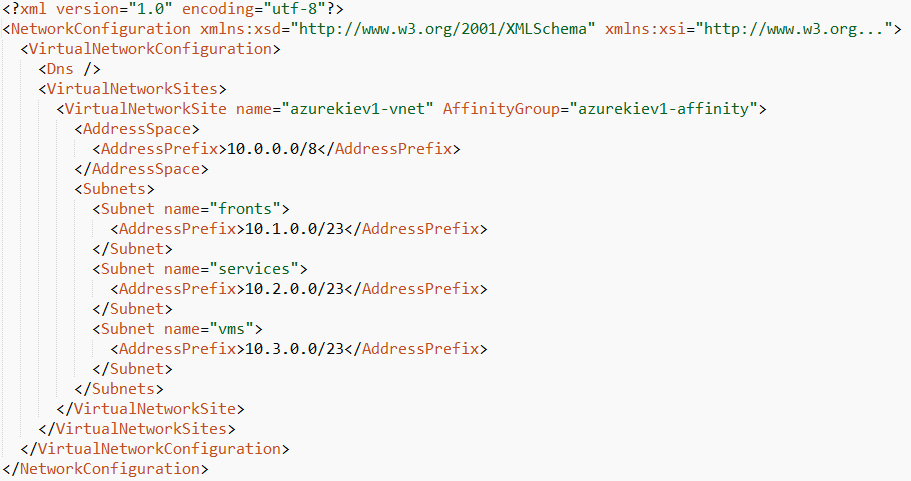 <?xml version="1.0" encoding="utf-8"?>
<NetworkConfiguration xmlns:xsd="http://www.w3.org/2001/XMLSchema" xmlns:xsi="http://www.w3.org...">
  <VirtualNetworkConfiguration>
    <Dns />
    <VirtualNetworkSites>
      <VirtualNetworkSite name="azurekiev1-vnet" AffinityGroup="azurekiev1-affinity">
        <AddressSpace>
          <AddressPrefix>10.0.0.0/8</AddressPrefix>
        </AddressSpace>
        <Subnets>
          <Subnet name="fronts">
            <AddressPrefix>10.1.0.0/23</AddressPrefix>
          </Subnet>
          <Subnet name="services">
            <AddressPrefix>10.2.0.0/23</AddressPrefix>
          </Subnet>
          <Subnet name="vms">
            <AddressPrefix>10.3.0.0/23</AddressPrefix>
          </Subnet>
        </Subnets>
      </VirtualNetworkSite>
    </VirtualNetworkSites>
  </VirtualNetworkConfiguration>
</NetworkConfiguration>